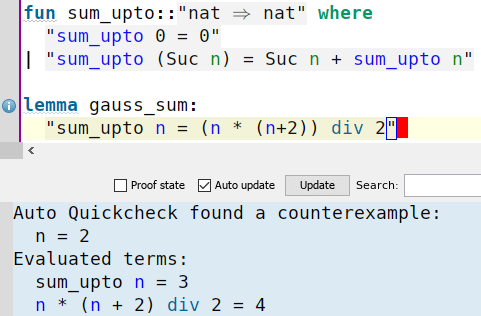 fun sum_upto::"nat ⇒ nat" where
"sum_upto 0 = 0"
| "sum_upto (Suc n) = Suc n + sum_upto n"
lemma gauss_sum:
"sum_upto n = (n * (n+2)) div 2"
Proof state Auto update Update Search:
Auto Quickcheck found a counterexample:
n = 2
Evaluated terms:
sum_upto n = 3
n * (n + 2) div 2 = 4